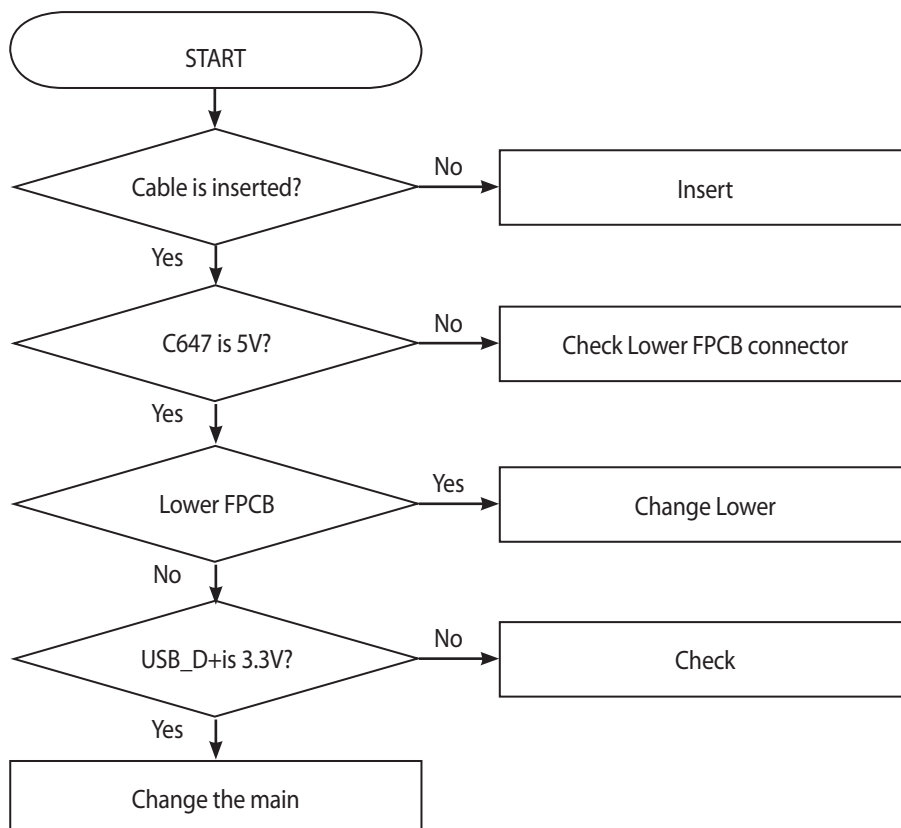 START
Cable is inserted?
No
Insert
Yes
C647 is 5V?
No
Check Lower FPCB connector
Yes
Lower FPCB
Yes
Change Lower
No
USB_D+is 3.3V?
No
Check
Yes
Change the main